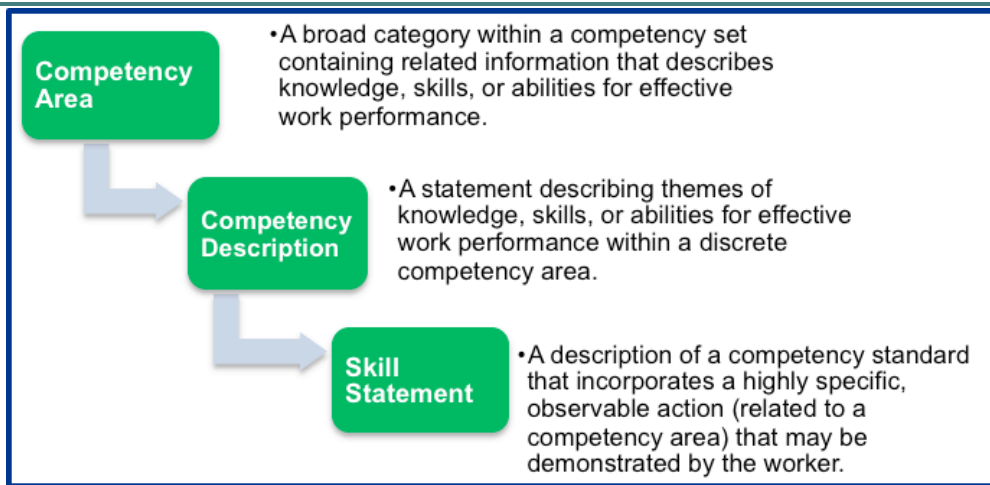 Competency
Area
•A broad category within a competency set
containing related information that describes
knowledge, skills, or abilities for effective
work performance.
Competency
Description
•A statement describing themes of
knowledge, skills, or abilities for effective
work performance within a discrete
competency area.
Skill
Statement
•A description of a competency standard
that incorporates a highly specific,
observable action (related to a
competency area) that may be
demonstrated by the worker.